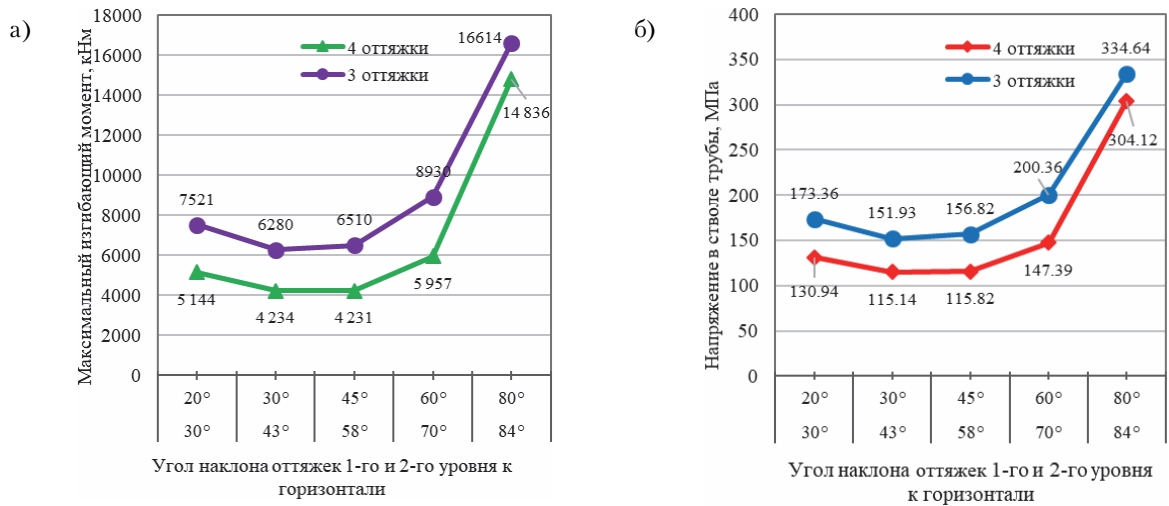 а)
Максимальный изгибающий момент, кНм
18000
16000
14000
12000
10000
8000
6000
4000
2000
0
4 оттяжки
3 оттяжки
7521
6280
6510
8930
16614
5 144
4 234
4 231
5 957
14 836
20° 30° 45° 60° 80°
30° 43° 58° 70° 84°
Угол наклона оттяжек 1-го и 2-го уровня к
горизонтали
б)
Напряжение в стволе трубы, МПа
400
350
300
250
200
150
100
50
0
4 оттяжки
3 оттяжки
173.36
151.93
156.82
200.36
334.64
130.94
115.14
115.82
147.39
304.12
20° 30° 45° 60° 80°
30° 43° 58° 70° 84°
Угол наклона оттяжек 1-го и 2-го уровня
к горизонтали